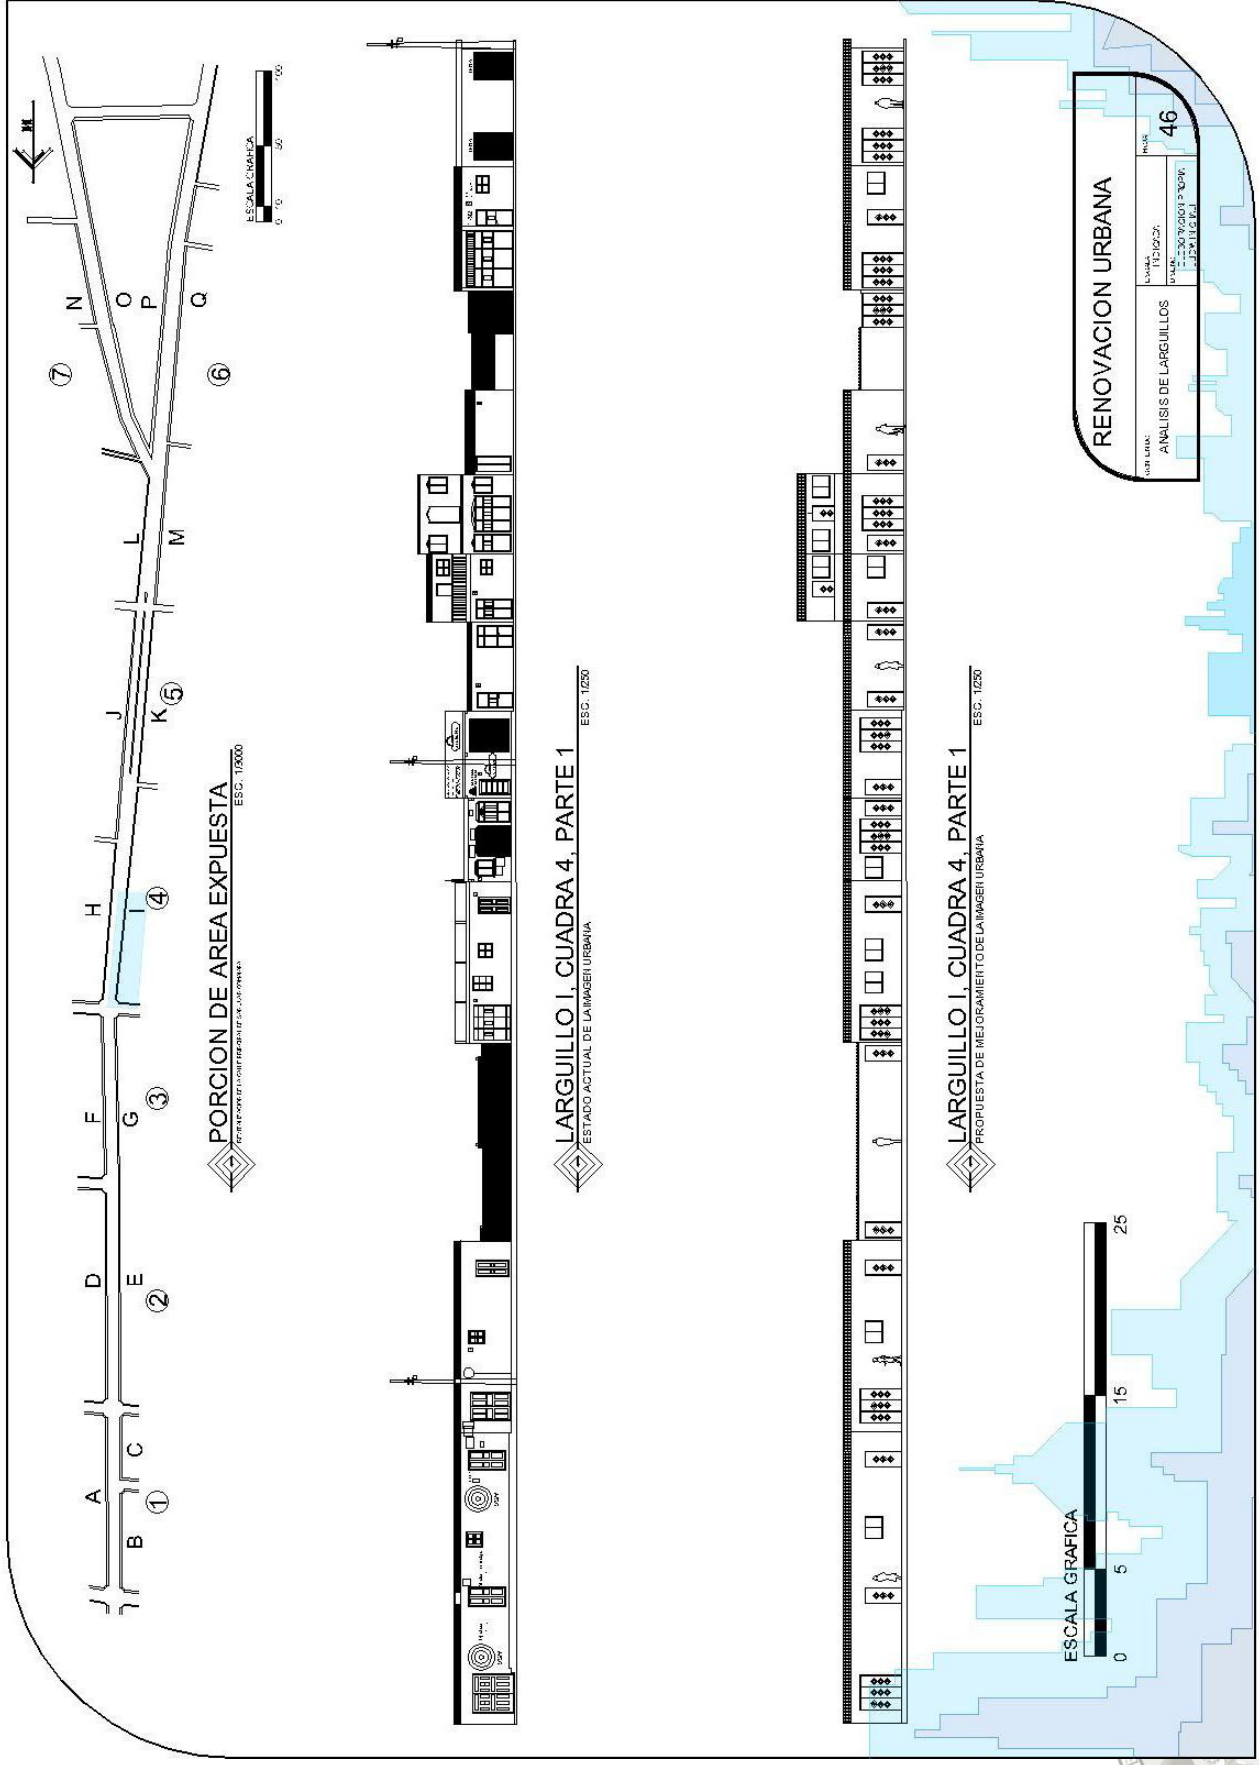 N
O
P
Q
7
6
L
M
J
K
5
H
I
4
F
G
3
D
E
2
A
B
C
1
ESCALA GRAFICA
0 10 50 100
PORCION DE AREA EXPUESTA
ESC. 1/3000
LARGUILLO I, CUADRA 4, PARTE 1
ESTADO ACTUAL DE LA IMAGEN URBANA
ESC. 1/250
LARGUILLO I, CUADRA 4, PARTE 1
PROPUESTA DE MEJORAMIENTO DE LA IMAGEN URBANA
ESC. 1/250
ESCALA GRAFICA
0 5 15 25
RENOVACION URBANA
ANALISIS DE LARGUILLOS
ESCALA:
INDICADA
46